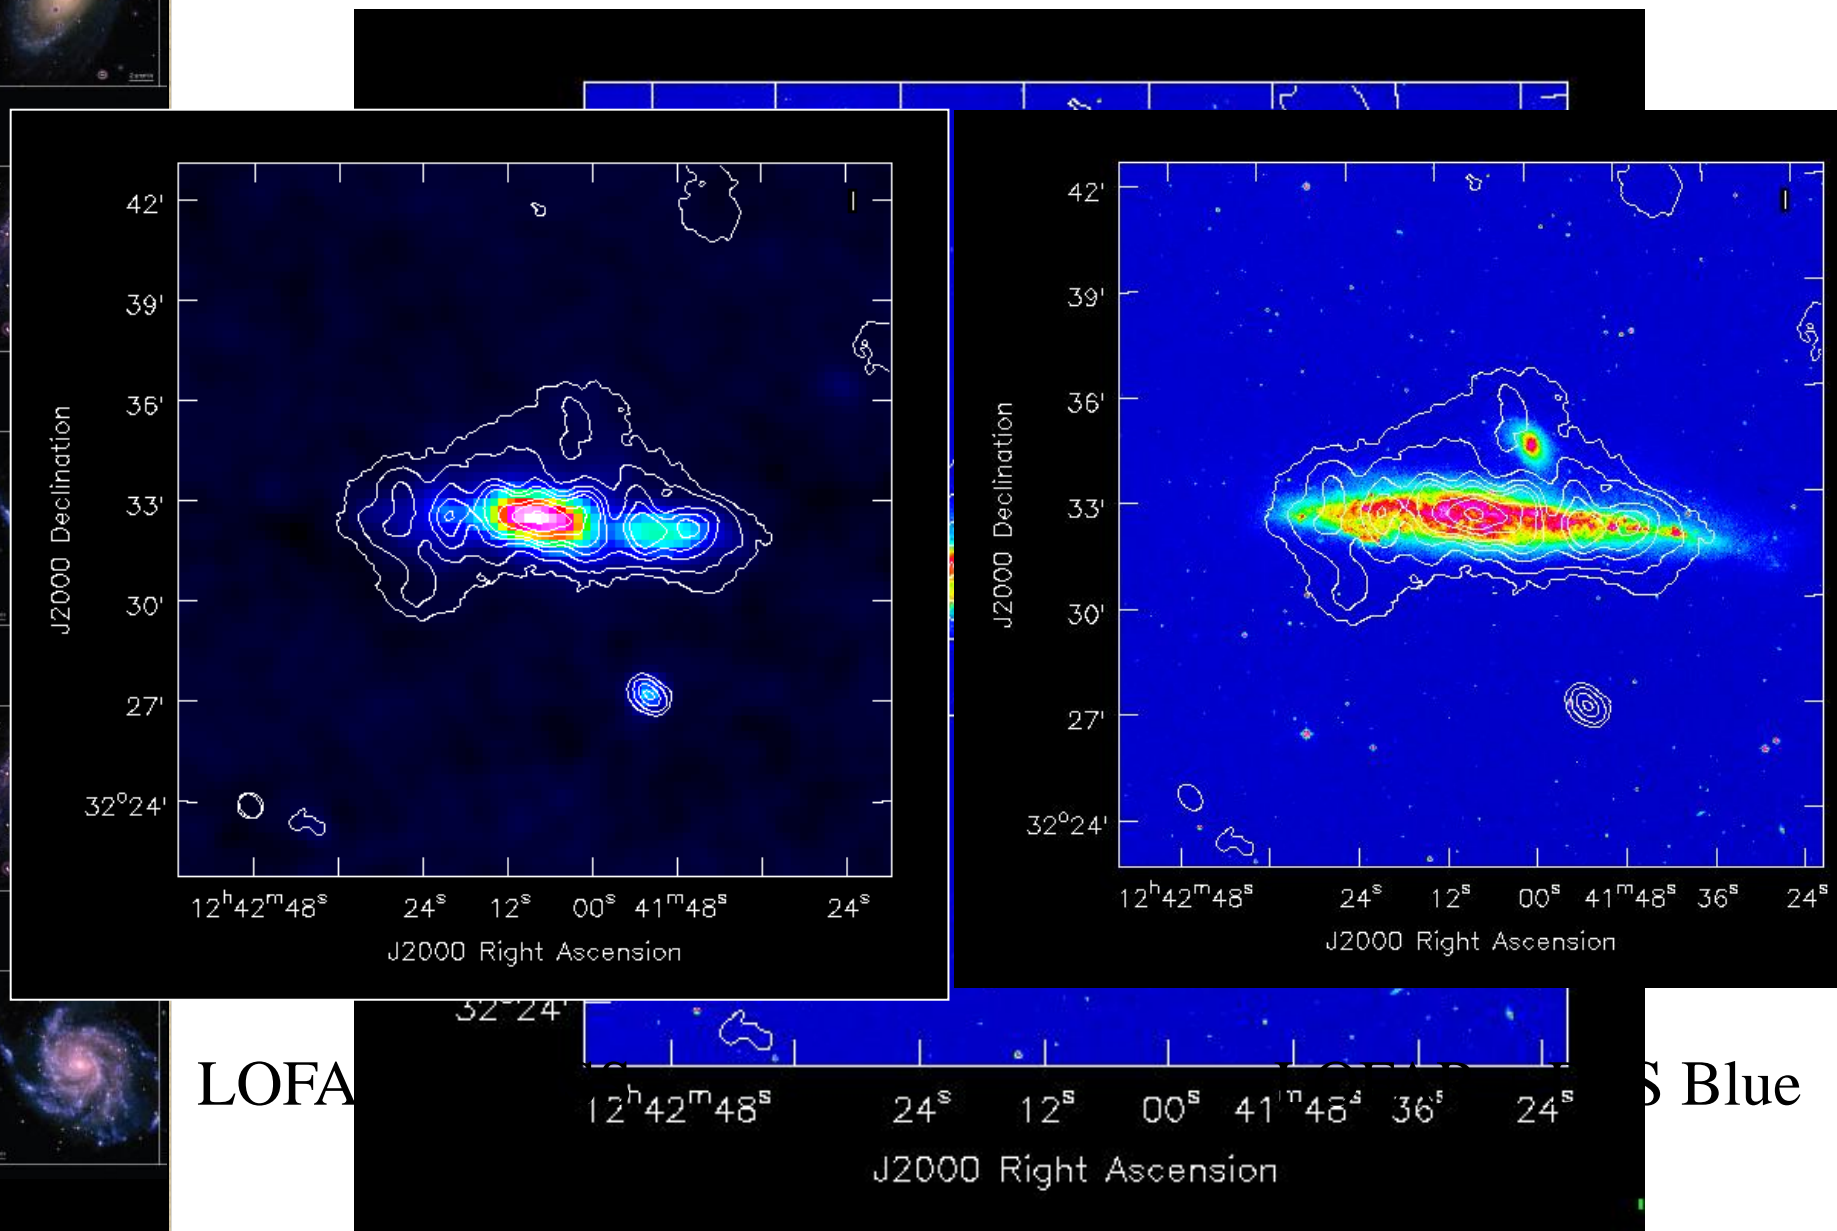 42'
39'
36'
33'
30'
27'
32°24'
J2000 Declination
12ʰ42ᵐ48ˢ 24ˢ 12ˢ 00ˢ 41ᵐ48ˢ 24ˢ
J2000 Right Ascension
I
42'
39'
36'
33'
30'
27'
32°24'
J2000 Declination
12ʰ42ᵐ48ˢ 24ˢ 12ˢ 00ˢ 41ᵐ48ˢ 36ˢ 24ˢ
J2000 Right Ascension
I
32°24'
12ʰ42ᵐ48ˢ 24ˢ 12ˢ 00ˢ 41ᵐ48ˢ 36ˢ 24ˢ
J2000 Right Ascension
LOFA
S Blue